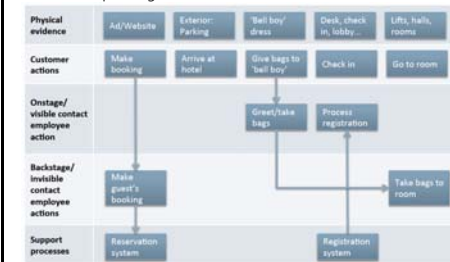 Physical
evidence
Ad/Website
Exterior:
Parking
'Bell boy'
dress
Desk, check
in, lobby...
Lifts, halls,
rooms
Customer
actions
Make
booking
Arrive at
hotel
Give bags to
'bell boy'
Check in
Go to room
Onstage/
visible contact
employee
action
Greet/take
bags
Process
registration
Backstage/
invisible
contact
employee
actions
Make
guest's
booking
Take bags to
room
Support
processes
Reservation
system
Registration
system